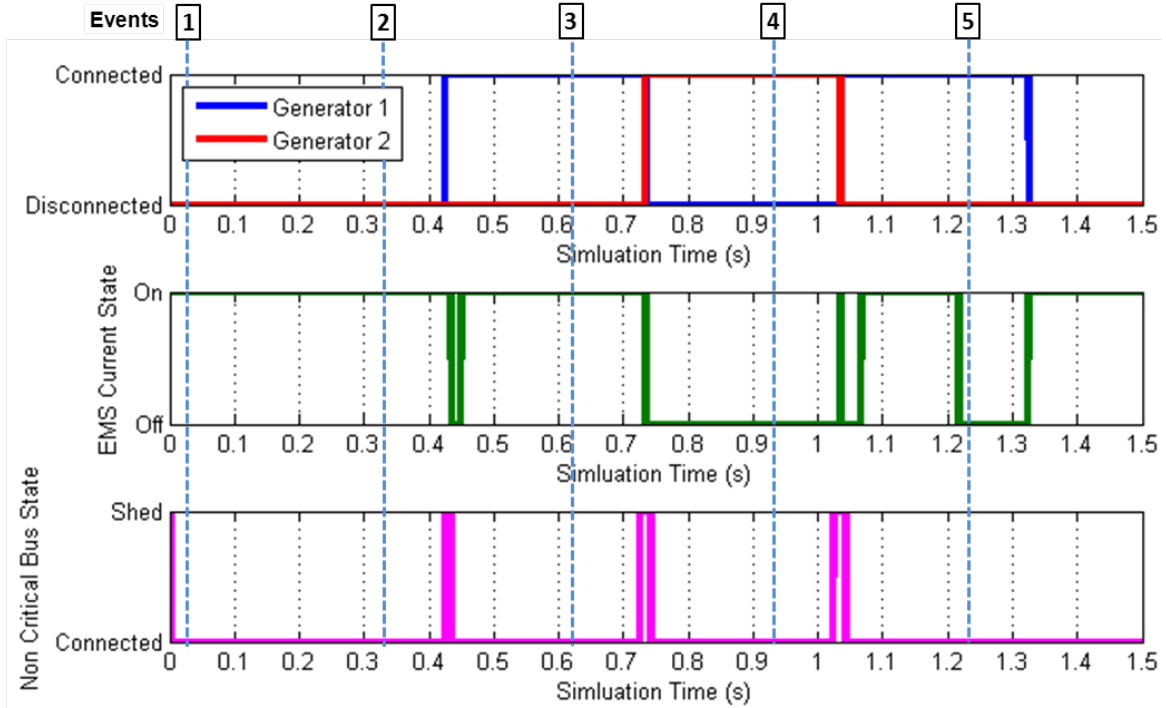 Events 1 2 3 4 5
Connected
Generator 1
Generator 2
Disconnected
0 0.1 0.2 0.3 0.4 0.5 0.6 0.7 0.8 0.9 1 1.1 1.2 1.3 1.4 1.5
Simluation Time (s)
EMS Current State
On
Off
0 0.1 0.2 0.3 0.4 0.5 0.6 0.7 0.8 0.9 1 1.1 1.2 1.3 1.4 1.5
Simluation Time (s)
Non Critical Bus State
Shed
Connected
0 0.1 0.2 0.3 0.4 0.5 0.6 0.7 0.8 0.9 1 1.1 1.2 1.3 1.4 1.5
Simluation Time (s)